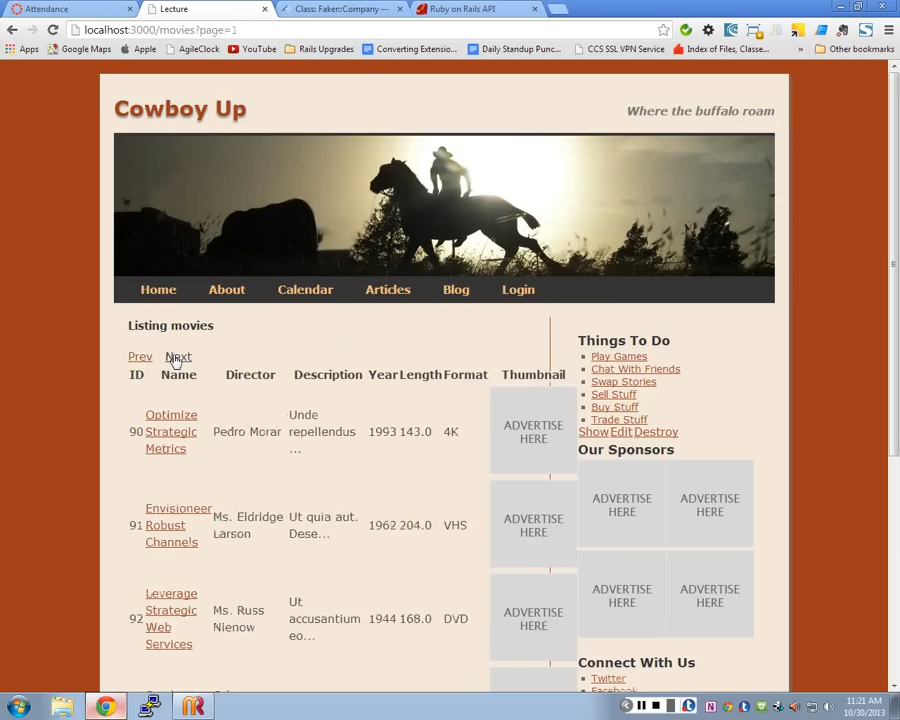 Attendance
Lecture
Class: Faker::Company —
Ruby on Rails API
localhost:3000/movies?page=1
Apps
Google Maps
Apple
AgileClock
YouTube
Rails Upgrades
Converting Extensio...
Daily Standup Punc...
CCS SSL VPN Service
Index of Files, Classe...
»
Other bookmarks
Cowboy Up
Where the buffalo roam
Home About Calendar Articles Blog Login
Listing movies
Prev Next
ID Name Director Description Year Length Format Thumbnail
90 Optimize Strategic Metrics Pedro Morar Unde repellendus ... 1993 143.0 4K ADVERTISE HERE
91 Envisioneer Robust Channels Ms. Eldridge Larson Ut quia aut. Dese... 1962 204.0 VHS ADVERTISE HERE
92 Leverage Strategic Web Services Ms. Russ Nienow Ut accusantium eo... 1944 168.0 DVD ADVERTISE HERE
Things To Do
Play Games
Chat With Friends
Swap Stories
Sell Stuff
Buy Stuff
Trade Stuff
Show Edit Destroy
Our Sponsors
ADVERTISE HERE ADVERTISE HERE
ADVERTISE HERE ADVERTISE HERE
Connect With Us
Twitter
Facebook
11:21 AM
10/30/2013